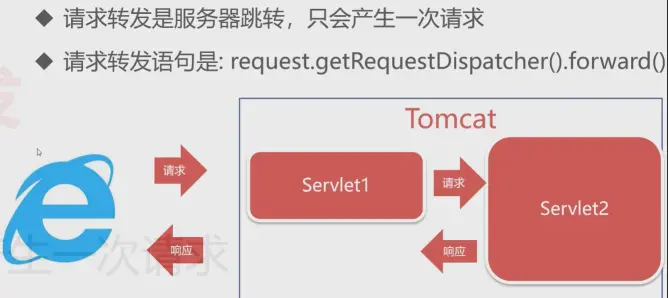 ◆ 请求转发是服务器跳转，只会产生一次请求
◆ 请求转发语句是: request.getRequestDispatcher().forward()
Tomcat
请求
Servlet1
请求
Servlet2
响应
响应
生一次请求